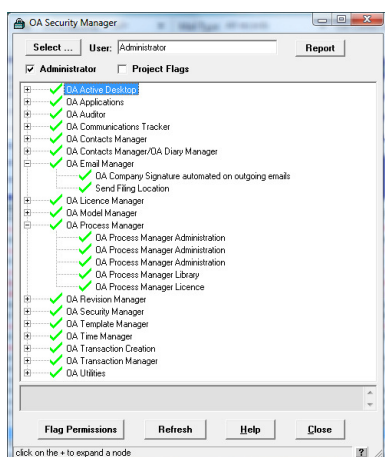 OA Security Manager
Select ... User: Administrator Report
Administrator Project Flags
OA Active Desktop
OA Applications
OA Auditor
OA Communications Tracker
OA Contacts Manager
OA Contacts Manager/OA Diary Manager
OA Email Manager
OA Company Signature automated on outgoing emails
Send Filing Location
OA Licence Manager
OA Model Manager
OA Process Manager
OA Process Manager Administration
OA Process Manager Administration
OA Process Manager Administration
OA Process Manager Library
OA Process Manager Licence
OA Revision Manager
OA Security Manager
OA Template Manager
OA Time Manager
OA Transaction Creation
OA Transaction Manager
OA Utilities
Flag Permissions Refresh Help Close
click on the + to expand a node ?